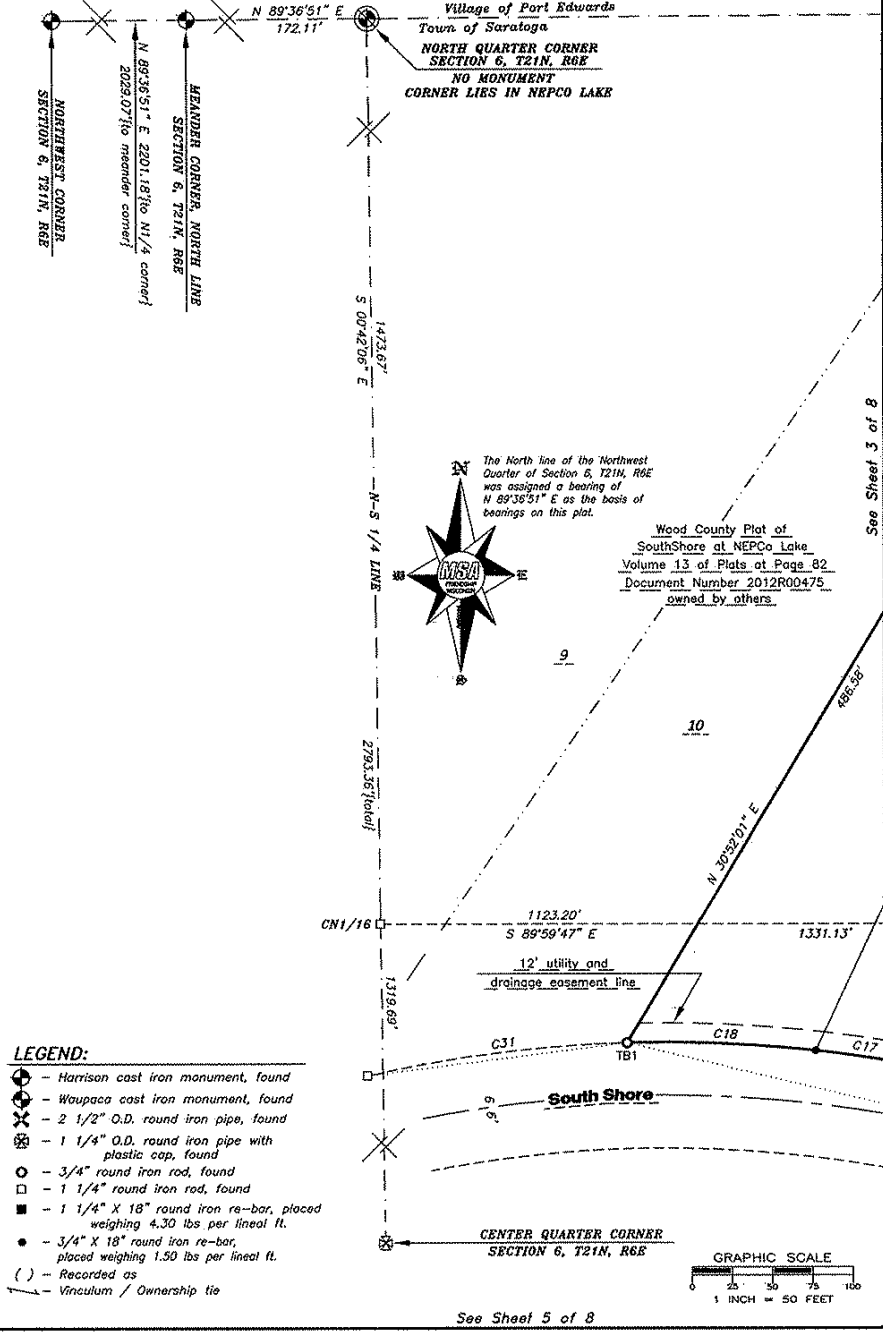 N 89°36'51" E
172.11'
Village of Port Edwards
Town of Saratoga
NORTH QUARTER CORNER
SECTION 6, T21N, R6E
NO MONUMENT
CORNER LIES IN NEPCO LAKE
NORTHWEST CORNER
SECTION 6, T21N, R6E
N 89°36'51" E 2201.18'{to N1/4 corner}
2029.07'{to meander corner}
MEANDER CORNER, NORTH LINE
SECTION 6, T21N, R6E
1473.67'
S 00°42'06" E
N-S 1/4 LINE
2793.36'{total}
N
W
E
S
MSA
FRIENDSHIP
WISCONSIN
The North line of the Northwest
Quarter of Section 6, T21N, R6E
was assigned a bearing of
N 89°36'51" E as the basis of
bearings on this plat.
See Sheet 3 of 8
Wood County Plat of
SouthShore at NEPCo Lake
Volume 13 of Plats at Page 82
Document Number 2012R00475
owned by others
9
10
486.58'
N 30°52'01" E
CN1/16
1123.20'
S 89°59'47" E
1331.13'
12' utility and
drainage easement line
1319.69'
C31
TB1
C18
C17
South Shore
66'
LEGEND:
- Harrison cast iron monument, found
- Waupaca cast iron monument, found
- 2 1/2" O.D. round iron pipe, found
- 1 1/4" O.D. round iron pipe with
plastic cap, found
- 3/4" round iron rod, found
- 1 1/4" round iron rod, found
- 1 1/4" X 18" round iron re-bar, placed
weighing 4.30 lbs per lineal ft.
- 3/4" X 18" round iron re-bar,
placed weighing 1.50 lbs per lineal ft.
( ) - Recorded as
- Vinculum / Ownership tie
CENTER QUARTER CORNER
SECTION 6, T21N, R6E
GRAPHIC SCALE
0 25 50 75 100
1 INCH = 50 FEET
See Sheet 5 of 8